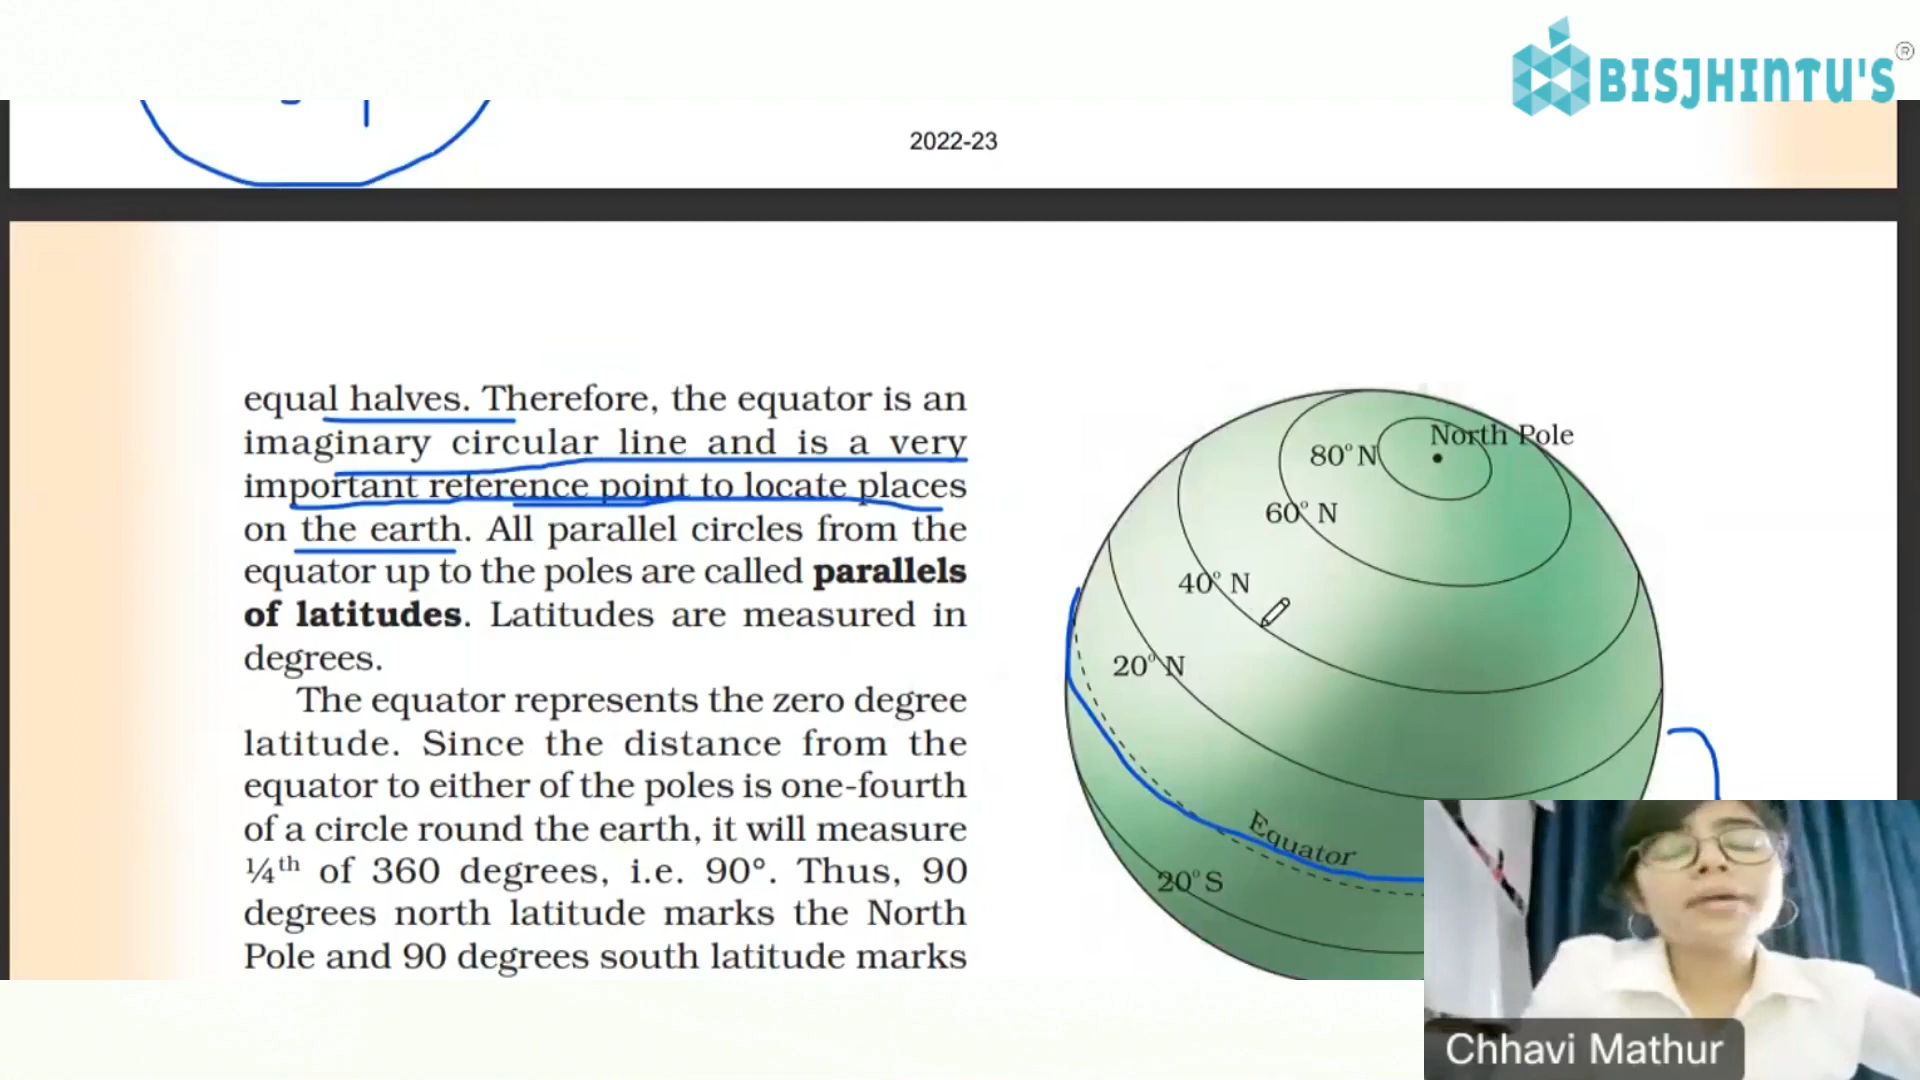 BISJHINTU'S®
2022-23
equal halves. Therefore, the equator is an
imaginary circular line and is a very
important reference point to locate places
on the earth. All parallel circles from the
equator up to the poles are called parallels
of latitudes. Latitudes are measured in
degrees.
The equator represents the zero degree
latitude. Since the distance from the
equator to either of the poles is one-fourth
of a circle round the earth, it will measure
¼th of 360 degrees, i.e. 90°. Thus, 90
degrees north latitude marks the North
Pole and 90 degrees south latitude marks
North Pole
80° N
60° N
40° N
20° N
Equator
20° S
Chhavi Mathur